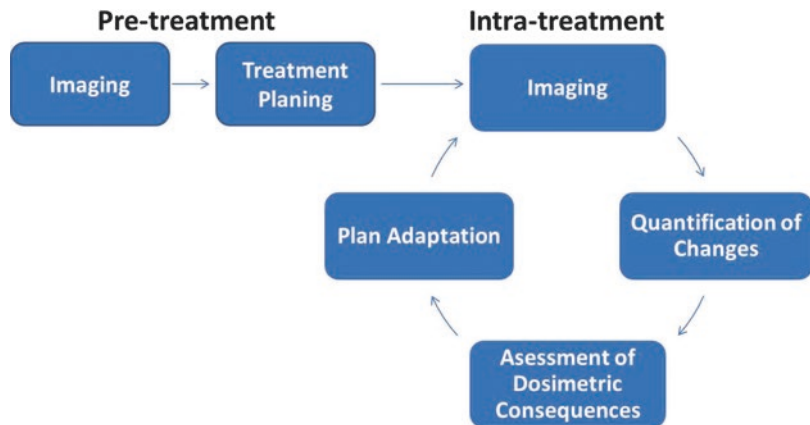 Pre-treatment
Intra-treatment
Imaging
Treatment
Planing
Imaging
Plan Adaptation
Quantification of
Changes
Asessment of
Dosimetric
Consequences